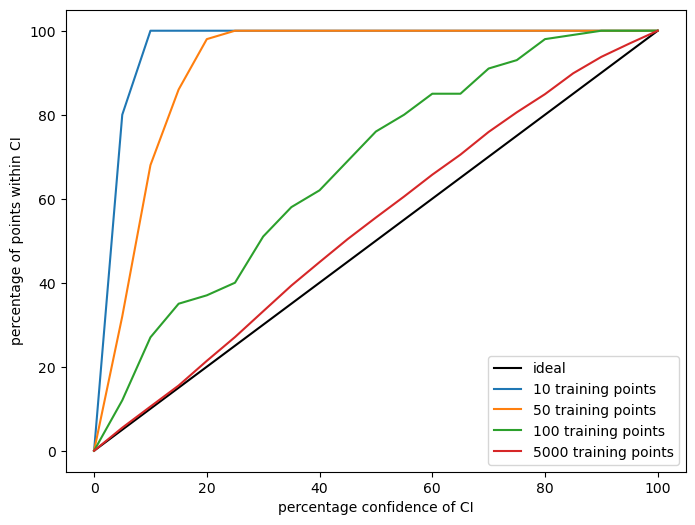 100
80
60
40
20
0
percentage of points within CI
ideal
10 training points
50 training points
100 training points
5000 training points
0 20 40 60 80 100
percentage confidence of CI